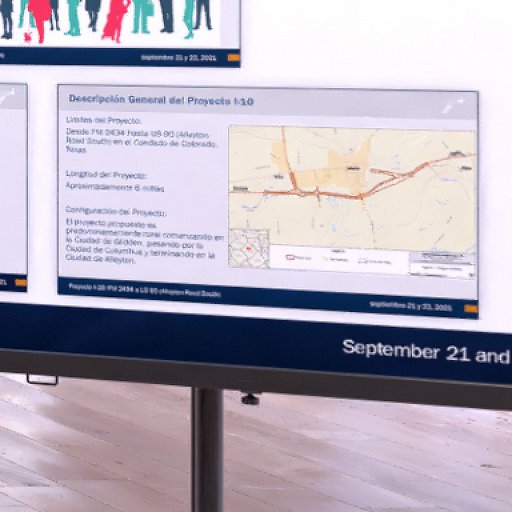 september 21 y 23, 2021
Descripción General del Proyecto I-10
Límites del Proyecto:
Desde FM 2434 hasta US 90 (Alleyton
Road South) en el Condado de Colorado,
Texas
Longitud del Proyecto:
Aproximadamente 6 millas
Configuración del Proyecto:
El proyecto propuesto es
predominantemente rural comenzando en
la Ciudad de Glidden, pasando por la
Ciudad de Columbus y terminando en la
Ciudad de Alleyton.
Proyecto I-10: FM 2434 a US 90 (Alleyton Road South)
septiembre 21 y 23, 2021
2021
September 21 and